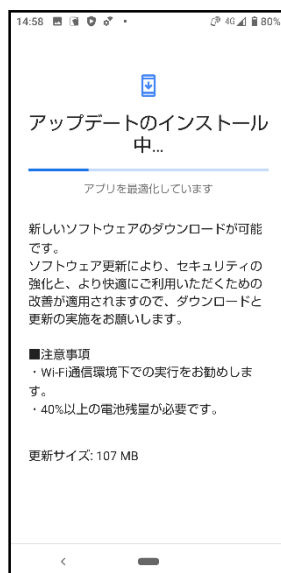 14:58 4G 80%
アップデートのインストール
中...
アプリを最適化しています
新しいソフトウェアのダウンロードが可能
です。
ソフトウェア更新により、セキュリティの
強化と、より快適にご利用いただくための
改善が適用されますので、ダウンロードと
更新の実施をお願いします。
■注意事項
・Wi-Fi通信環境下での実行をお勧めしま
す。
・40%以上の電池残量が必要です。
更新サイズ: 107 MB